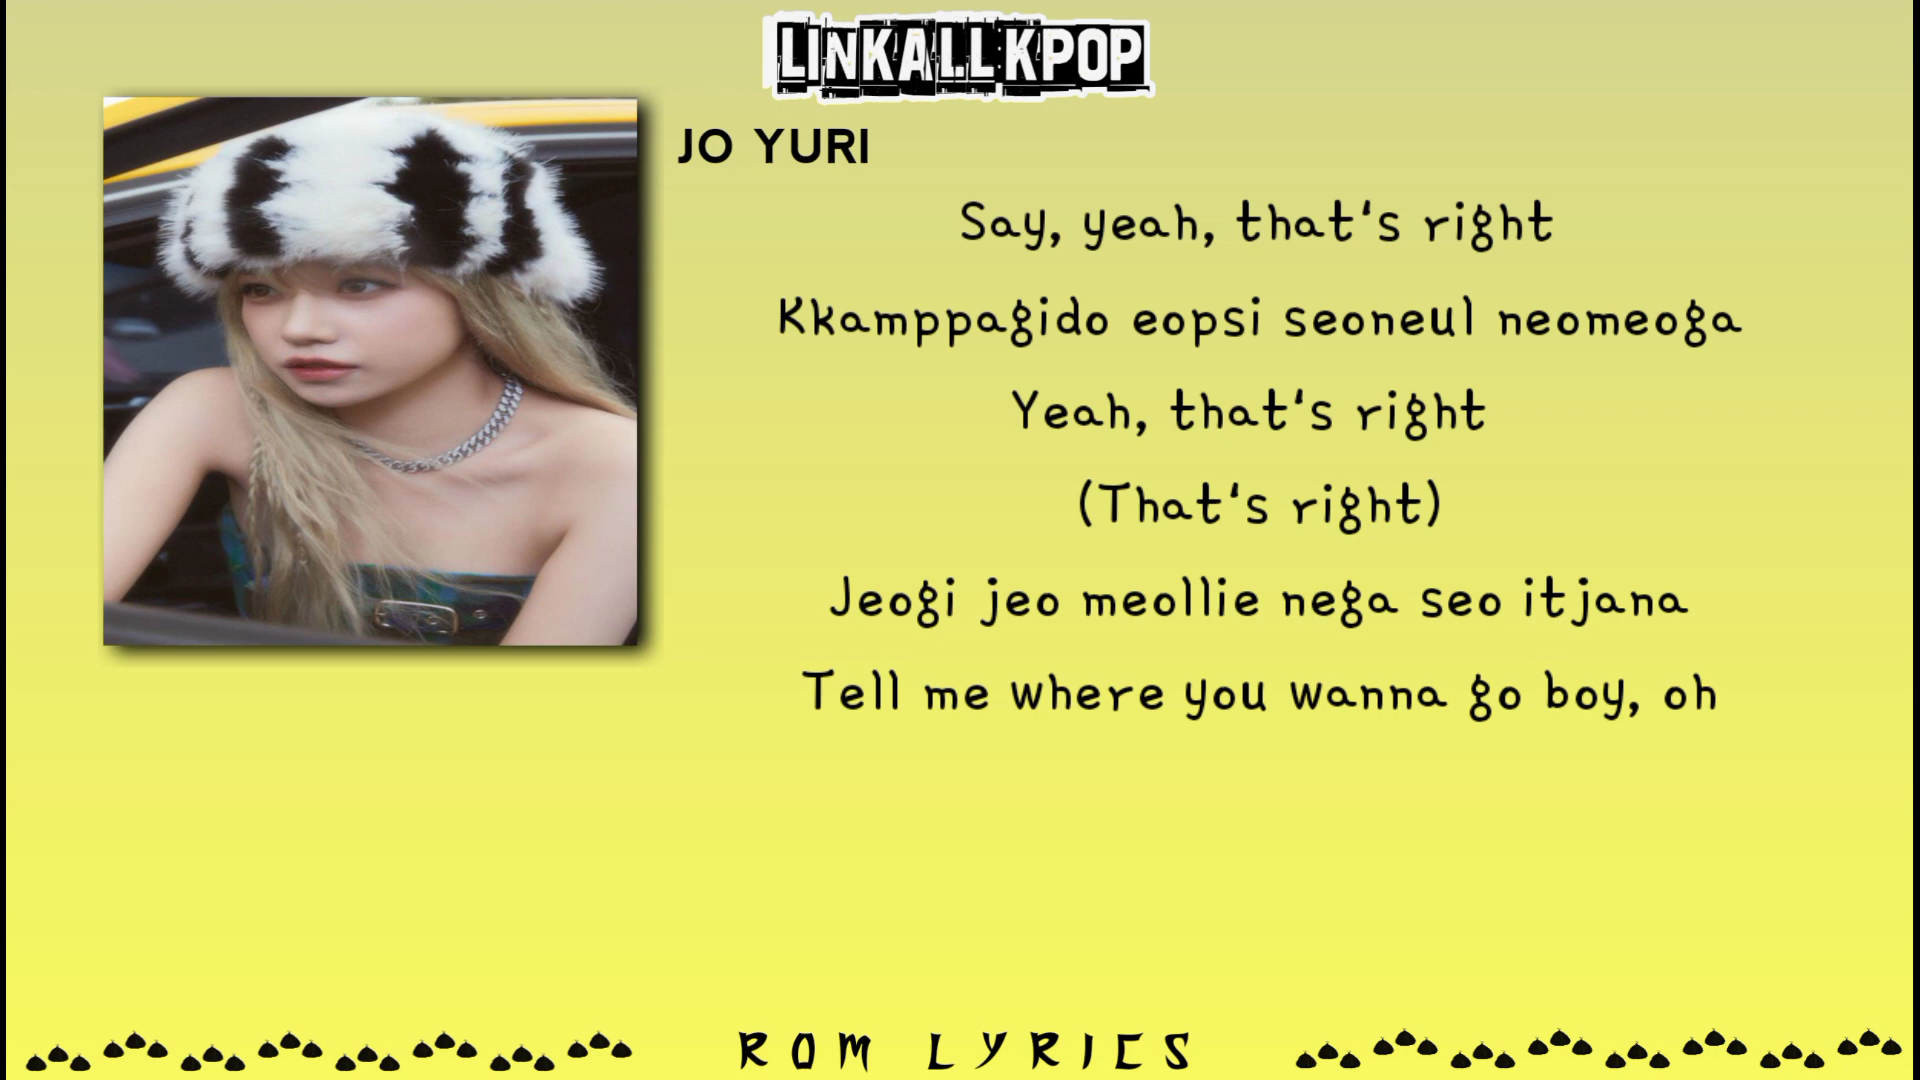 LINKALLKPOP
JO YURI
Say, yeah, that's right
Kkamppagido eopsi seoneul neomeoga
Yeah, that's right
(That's right)
Jeogi jeo meollie nega seo itjana
Tell me where you wanna go boy, oh
ROM LYRICS